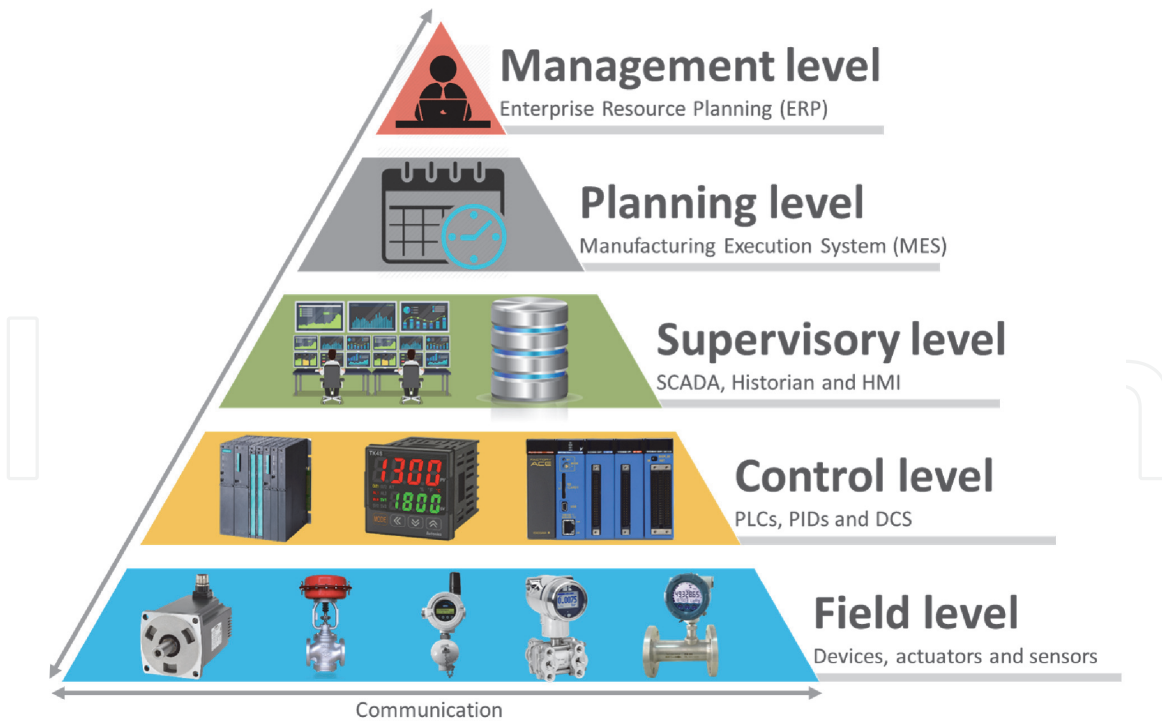 Management level
Enterprise Resource Planning (ERP)
Planning level
Manufacturing Execution System (MES)
Supervisory level
SCADA, Historian and HMI
TX4S
1300
1800
Control level
PLCs, PIDs and DCS
Field level
Devices, actuators and sensors
Communication